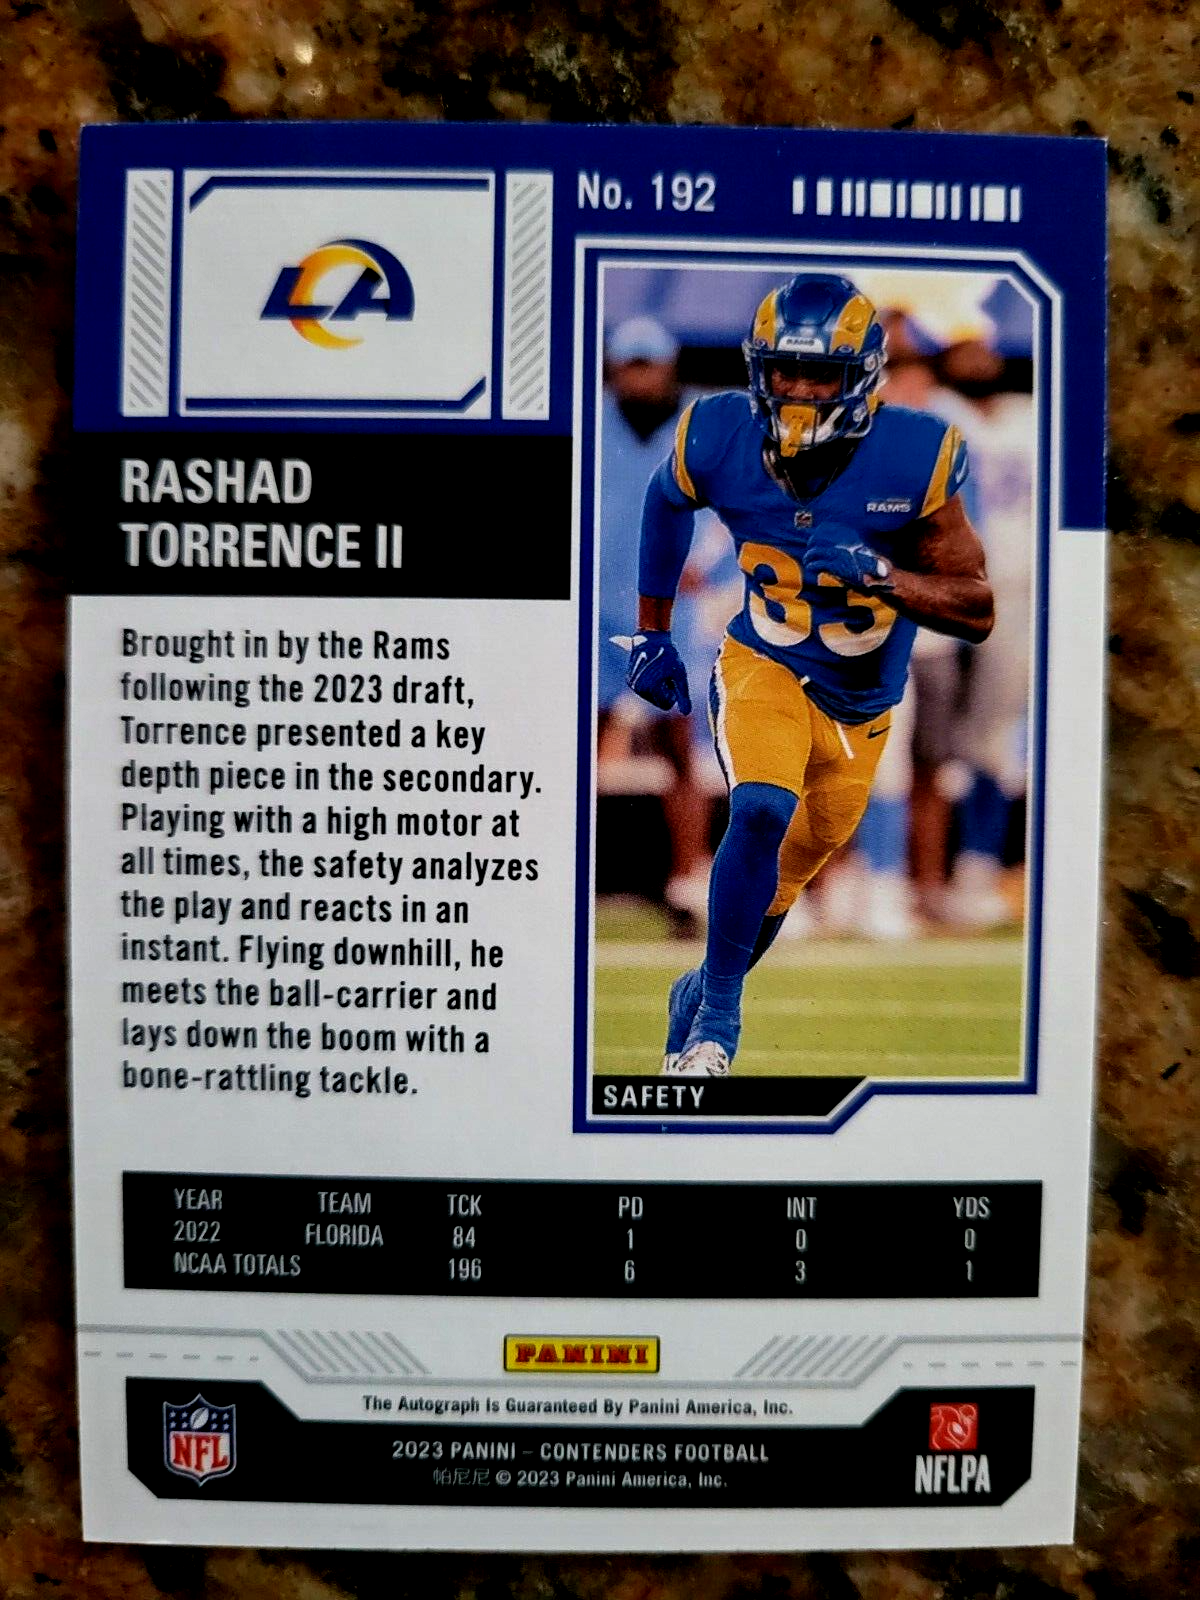 LA
No. 192
RASHAD
TORRENCE II
Brought in by the Rams
following the 2023 draft,
Torrence presented a key
depth piece in the secondary.
Playing with a high motor at
all times, the safety analyzes
the play and reacts in an
instant. Flying downhill, he
meets the ball-carrier and
lays down the boom with a
bone-rattling tackle.
RAMS
RAMS
33
SAFETY
YEAR TEAM TCK PD INT YDS
2022 FLORIDA 84 1 0 0
NCAA TOTALS 196 6 3 1
PANINI
The Autograph Is Guaranteed By Panini America, Inc.
2023 PANINI – CONTENDERS FOOTBALL
帕尼尼 © 2023 Panini America, Inc.
NFL
NFLPA